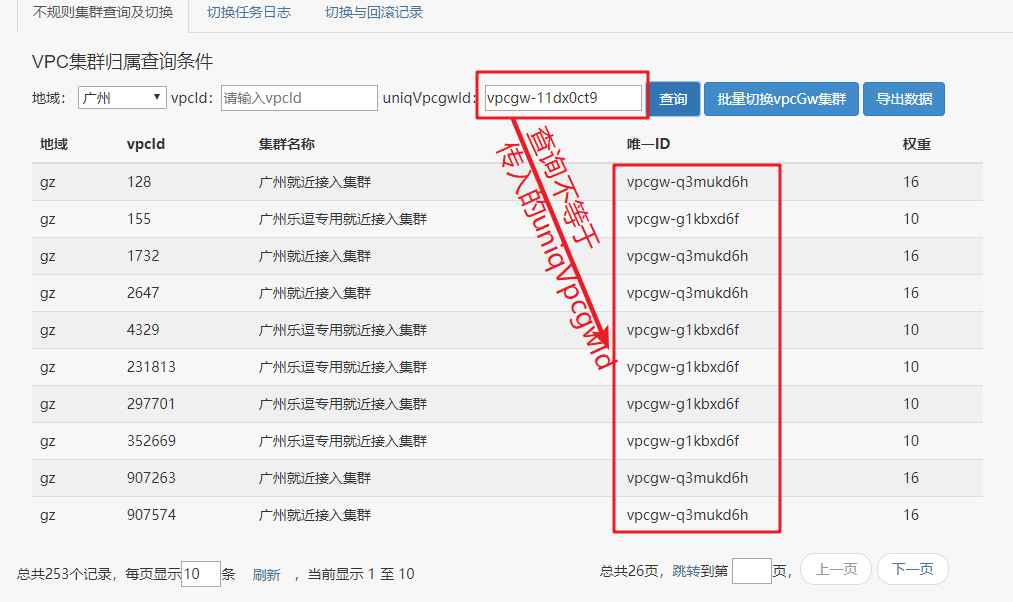 不规则集群查询及切换 切换任务日志 切换与回滚记录
VPC集群归属查询条件
地域： 广州 vpcId： 请输入vpcId uniqVpcgwId： vpcgw-11dx0ct9 查询 批量切换vpcGw集群 导出数据
地域 vpcId 集群名称 唯一ID 权重
gz 128 广州就近接入集群 vpcgw-q3mukd6h 16
gz 155 广州乐逗专用就近接入集群 vpcgw-g1kbxd6f 10
gz 1732 广州就近接入集群 vpcgw-q3mukd6h 16
gz 2647 广州就近接入集群 vpcgw-q3mukd6h 16
gz 4329 广州乐逗专用就近接入集群 vpcgw-g1kbxd6f 10
gz 231813 广州乐逗专用就近接入集群 vpcgw-g1kbxd6f 10
gz 297701 广州乐逗专用就近接入集群 vpcgw-g1kbxd6f 10
gz 352669 广州乐逗专用就近接入集群 vpcgw-g1kbxd6f 10
gz 907263 广州就近接入集群 vpcgw-q3mukd6h 16
gz 907574 广州就近接入集群 vpcgw-q3mukd6h 16
查询不等于
传入的uniqVpcgwId
总共253个记录，每页显示10条 刷新 ，当前显示 1 至 10 总共26页，跳转到第 页， 上一页 下一页